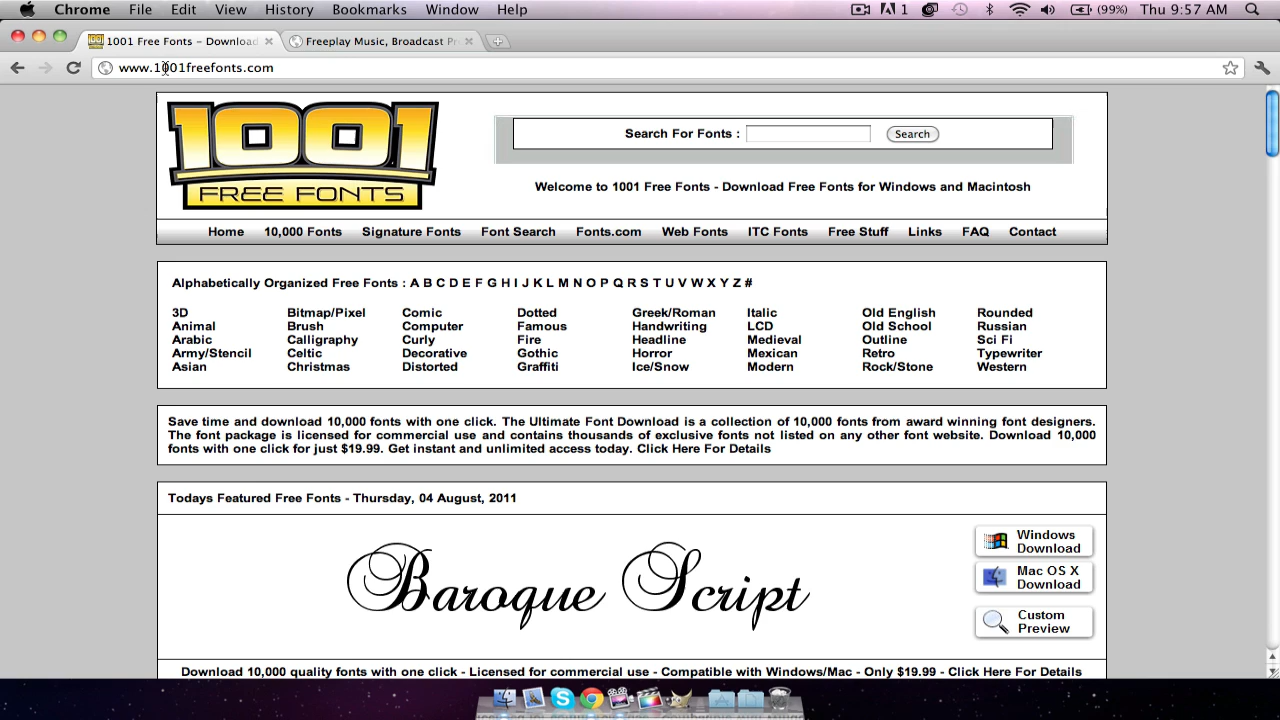 Chrome File Edit View History Bookmarks Window Help 1 (99%) Thu 9:57 AM
1001 Free Fonts – Download Freeplay Music, Broadcast Pr
www.1001freefonts.com
1001
FREE FONTS
Search For Fonts : Search
Welcome to 1001 Free Fonts - Download Free Fonts for Windows and Macintosh
Home 10,000 Fonts Signature Fonts Font Search Fonts.com Web Fonts ITC Fonts Free Stuff Links FAQ Contact
Alphabetically Organized Free Fonts : A B C D E F G H I J K L M N O P Q R S T U V W X Y Z #
3D Bitmap/Pixel Comic Dotted Greek/Roman Italic Old English Rounded
Animal Brush Computer Famous Handwriting LCD Old School Russian
Arabic Calligraphy Curly Fire Headline Medieval Outline Sci Fi
Army/Stencil Celtic Decorative Gothic Horror Mexican Retro Typewriter
Asian Christmas Distorted Graffiti Ice/Snow Modern Rock/Stone Western
Save time and download 10,000 fonts with one click. The Ultimate Font Download is a collection of 10,000 fonts from award winning font designers.
The font package is licensed for commercial use and contains thousands of exclusive fonts not listed on any other font website. Download 10,000
fonts with one click for just $19.99. Get instant and unlimited access today. Click Here For Details
Todays Featured Free Fonts - Thursday, 04 August, 2011
Baroque Script
Windows
Download
Mac OS X
Download
Custom
Preview
Download 10,000 quality fonts with one click - Licensed for commercial use - Compatible with Windows/Mac - Only $19.99 - Click Here For Details